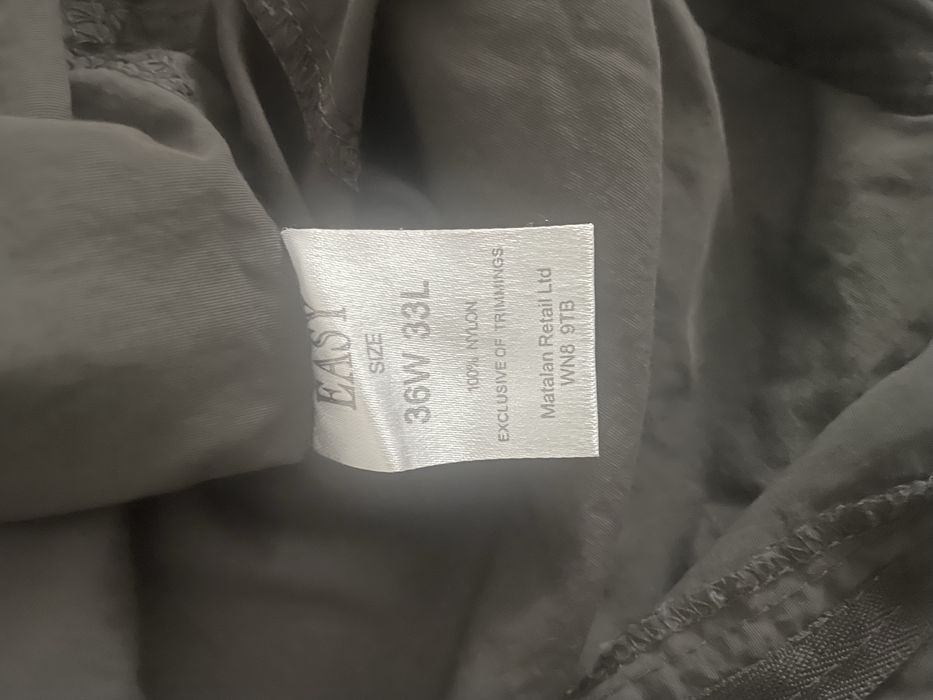 EASY
SIZE
36W 33L
100% NYLON
EXCLUSIVE OF TRIMMINGS
Matalan Retail Ltd
WN8 9TB